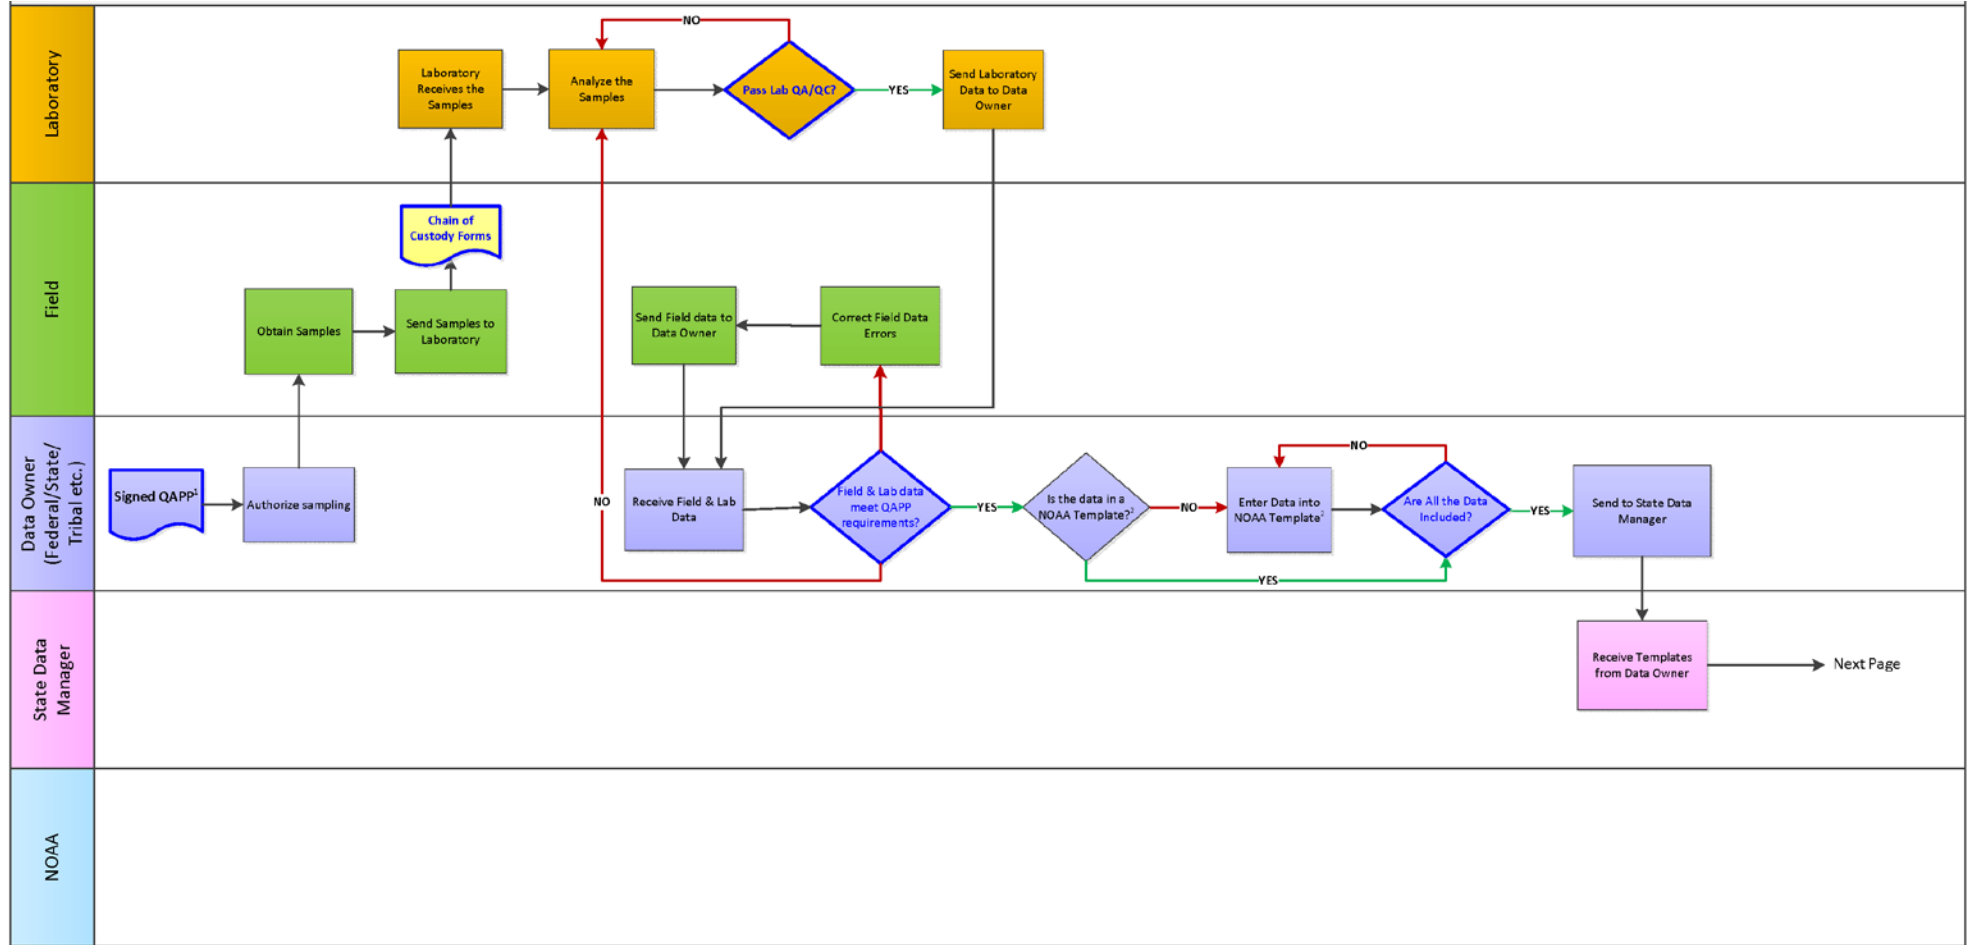 Laboratory
NO
Laboratory
Receives the
Samples
Analyze the
Samples
Pass Lab QA/QC?
YES
Send Laboratory
Data to Data
Owner
Field
Chain of
Custody Forms
Obtain Samples
Send Samples to
Laboratory
Send Field data to
Data Owner
Correct Field Data
Errors
Data Owner
(Federal/State/
Tribal etc.)
Signed QAPP¹
Authorize sampling
NO
Receive Field & Lab
Data
Field & Lab data
meet QAPP
requirements?
YES
Is the data in a
NOAA Template?²
NO
Enter Data into
NOAA Template²
NO
Are All the Data
Included?
YES
Send to State Data
Manager
YES
State Data
Manager
Receive Templates
from Data Owner
Next Page
NOAA